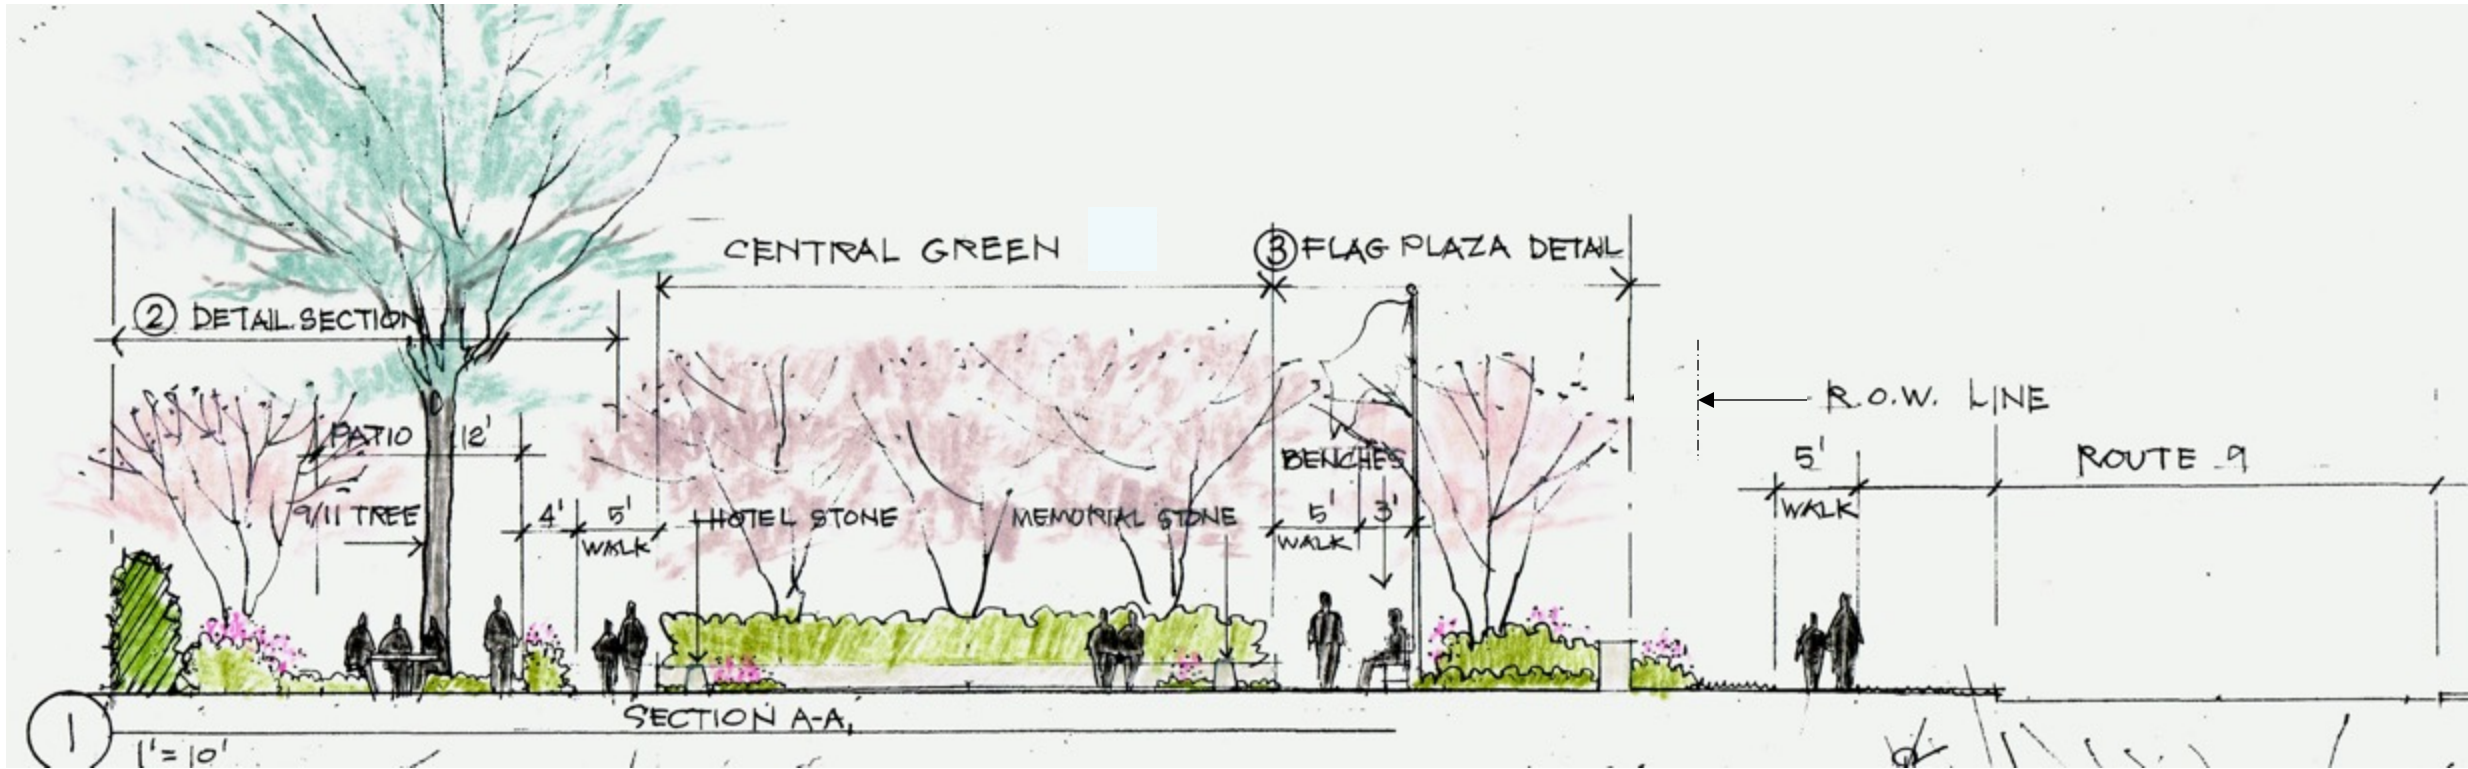 CENTRAL GREEN
③ FLAG PLAZA DETAIL
② DETAIL SECTION
R.O.W. LINE
PATIO 12'
BENCHES
5'
WALK
ROUTE 9
9/11 TREE
4'
5'
WALK
HOTEL STONE
MEMORIAL STONE
5'
WALK
3'
1
SECTION A-A,
1'=10'